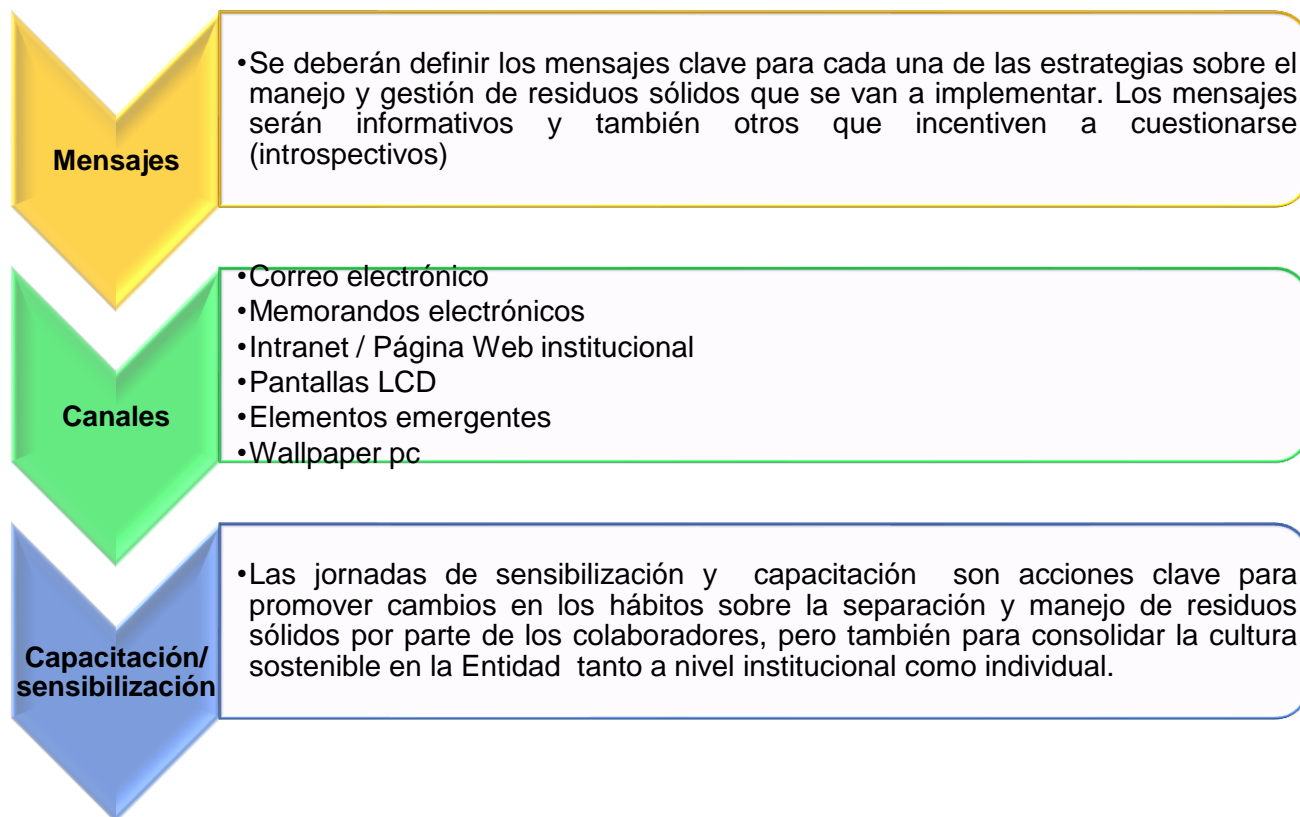 Mensajes
•Se deberán definir los mensajes clave para cada una de las estrategias sobre el
manejo y gestión de residuos sólidos que se van a implementar. Los mensajes
serán informativos y también otros que incentiven a cuestionarse
(introspectivos)
Canales
•Correo electrónico
•Memorandos electrónicos
•Intranet / Página Web institucional
•Pantallas LCD
•Elementos emergentes
•Wallpaper pc
Capacitación/
sensibilización
•Las jornadas de sensibilización y capacitación son acciones clave para
promover cambios en los hábitos sobre la separación y manejo de residuos
sólidos por parte de los colaboradores, pero también para consolidar la cultura
sostenible en la Entidad tanto a nivel institucional como individual.